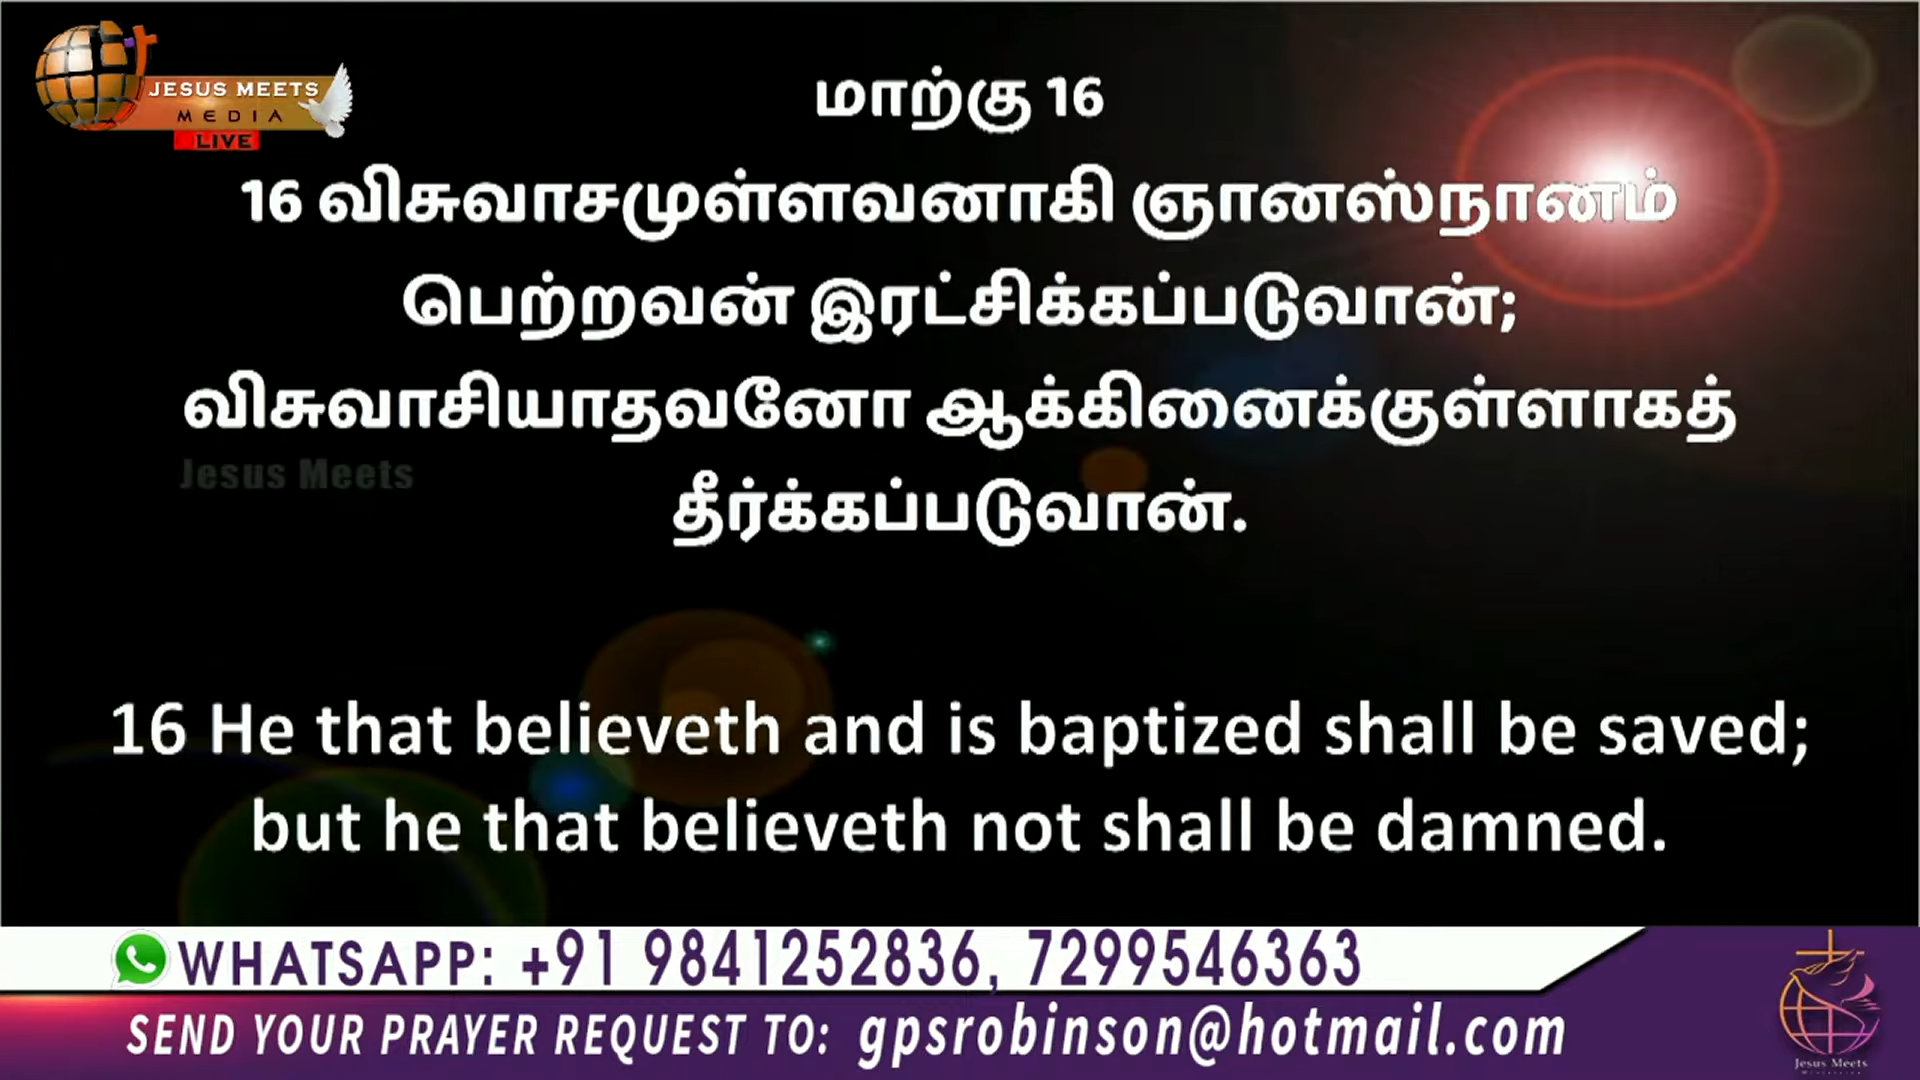 JESUS MEETS
MEDIA
LIVE
மாற்கு 16
16 விசுவாசமுள்ளவனாகி ஞானஸ்நானம்
பெற்றவன் இரட்சிக்கப்படுவான்;
விசுவாசியாதவனோ ஆக்கினைக்குள்ளாகத்
Jesus Meets
தீர்க்கப்படுவான்.
16 He that believeth and is baptized shall be saved;
but he that believeth not shall be damned.
WHATSAPP: +91 9841252836, 7299546363
SEND YOUR PRAYER REQUEST TO: gpsrobinson@hotmail.com
Jesus Meets